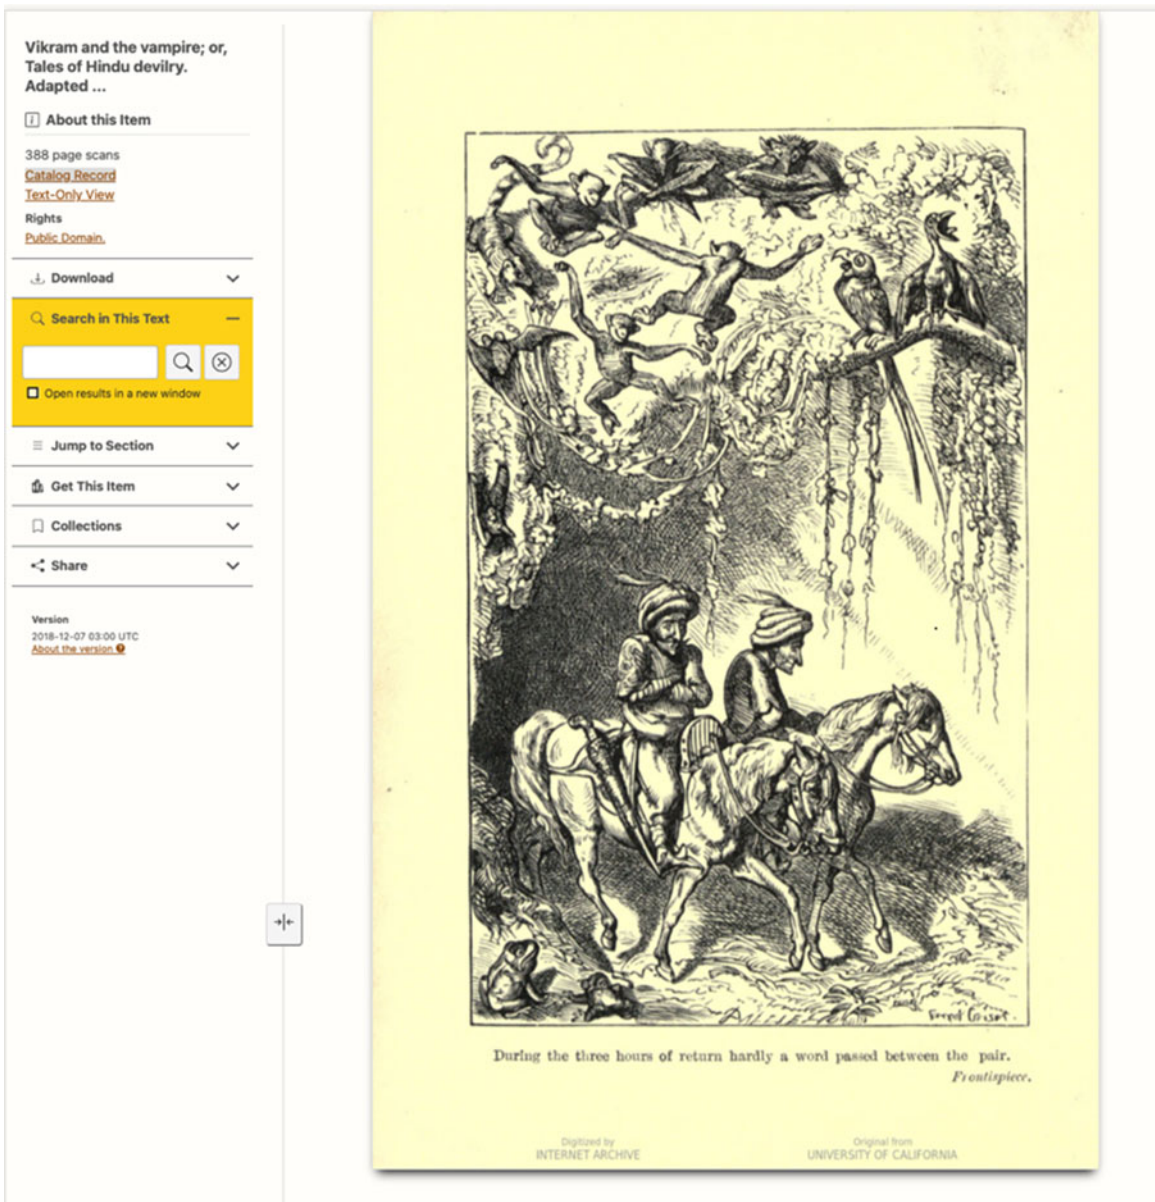 Vikram and the vampire; or,
Tales of Hindu devilry.
Adapted ...
About this Item
388 page scans
Catalog Record
Text-Only View
Rights
Public Domain.
Download
Search in This Text
Open results in a new window
Jump to Section
Get This Item
Collections
Share
Version
2018-12-07 03:00 UTC
About the version
During the three hours of return hardly a word passed between the pair.
Frontispiece.
Digitized by
INTERNET ARCHIVE
Original from
UNIVERSITY OF CALIFORNIA